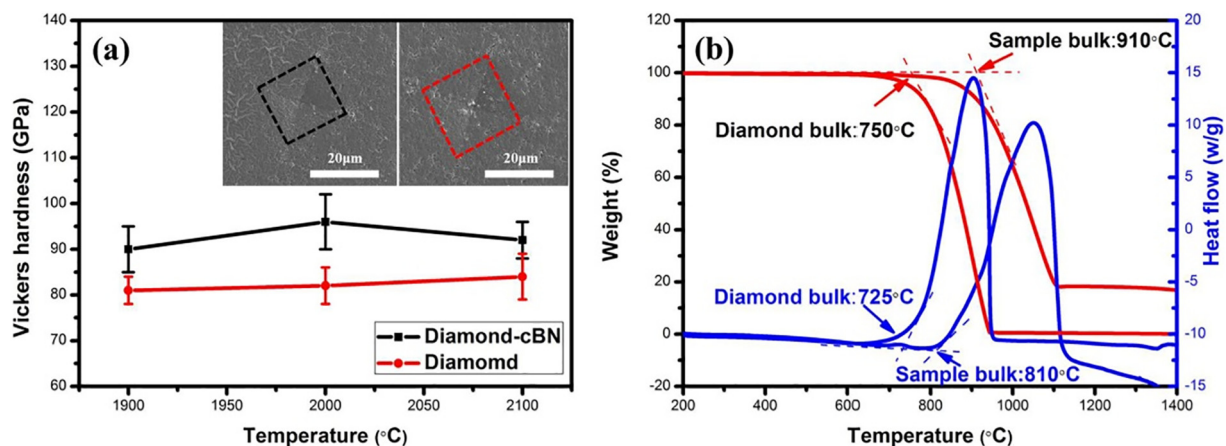 (a)
20μm
20μm
140
130
120
110
100
90
80
70
60
Vickers hardness (GPa)
Diamond-cBN
Diamomd
1900
1950
2000
2050
2100
Temperature (°C)
(b)
120
100
80
60
40
20
0
-20
Weight (%)
Sample bulk:910°C
Diamond bulk:750°C
Diamond bulk:725°C
Sample bulk:810°C
20
15
10
5
0
-5
-10
-15
Heat flow (w/g)
200
400
600
800
1000
1200
1400
Temperature (°C)